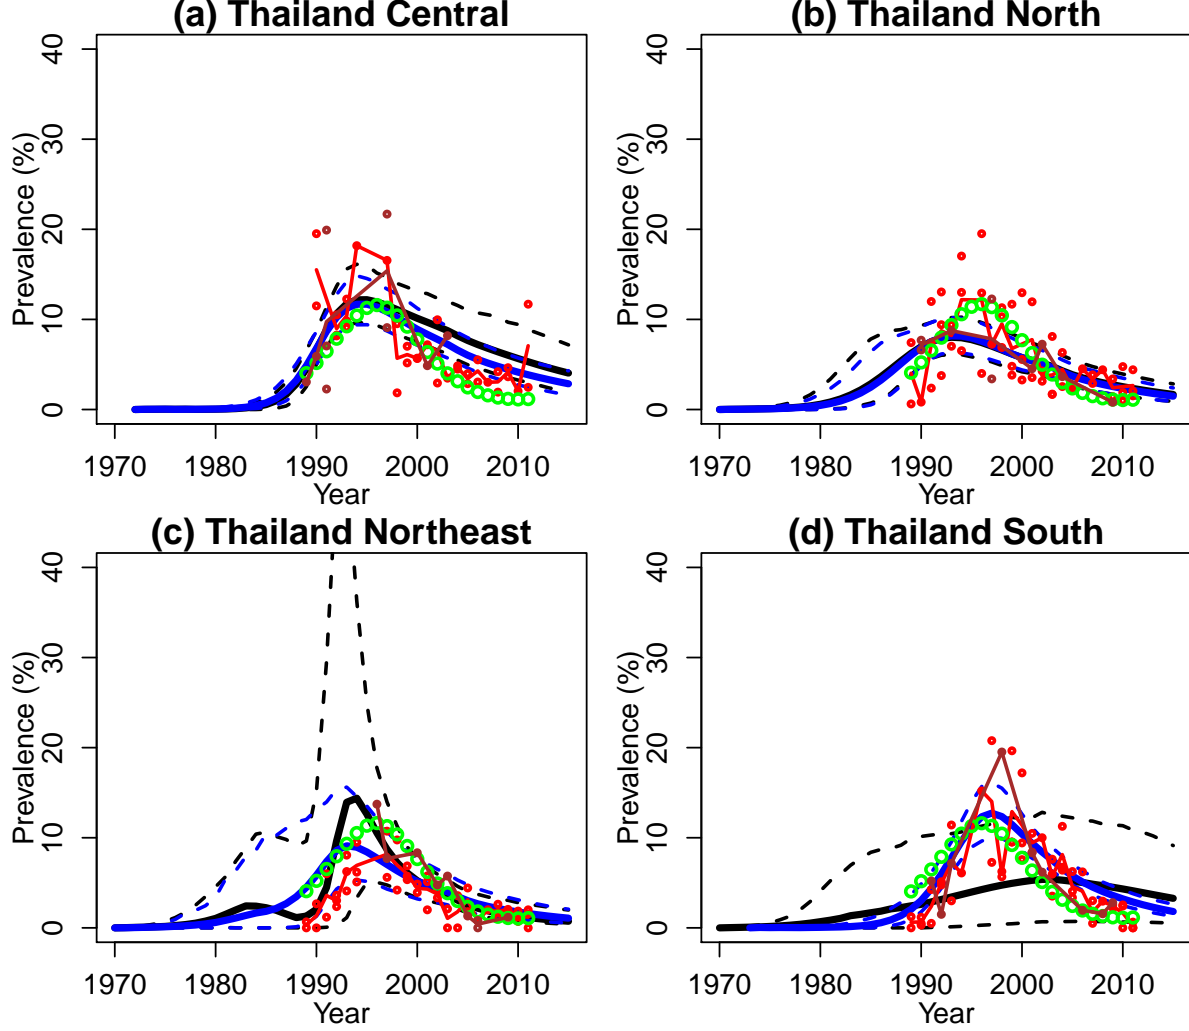 (a) Thailand Central
40
30
20
10
0
Prevalence (%)
1970 1980 1990 2000 2010
Year
(b) Thailand North
40
30
20
10
0
Prevalence (%)
1970 1980 1990 2000 2010
Year
(c) Thailand Northeast
40
30
20
10
0
Prevalence (%)
1970 1980 1990 2000 2010
Year
(d) Thailand South
40
30
20
10
0
Prevalence (%)
1970 1980 1990 2000 2010
Year